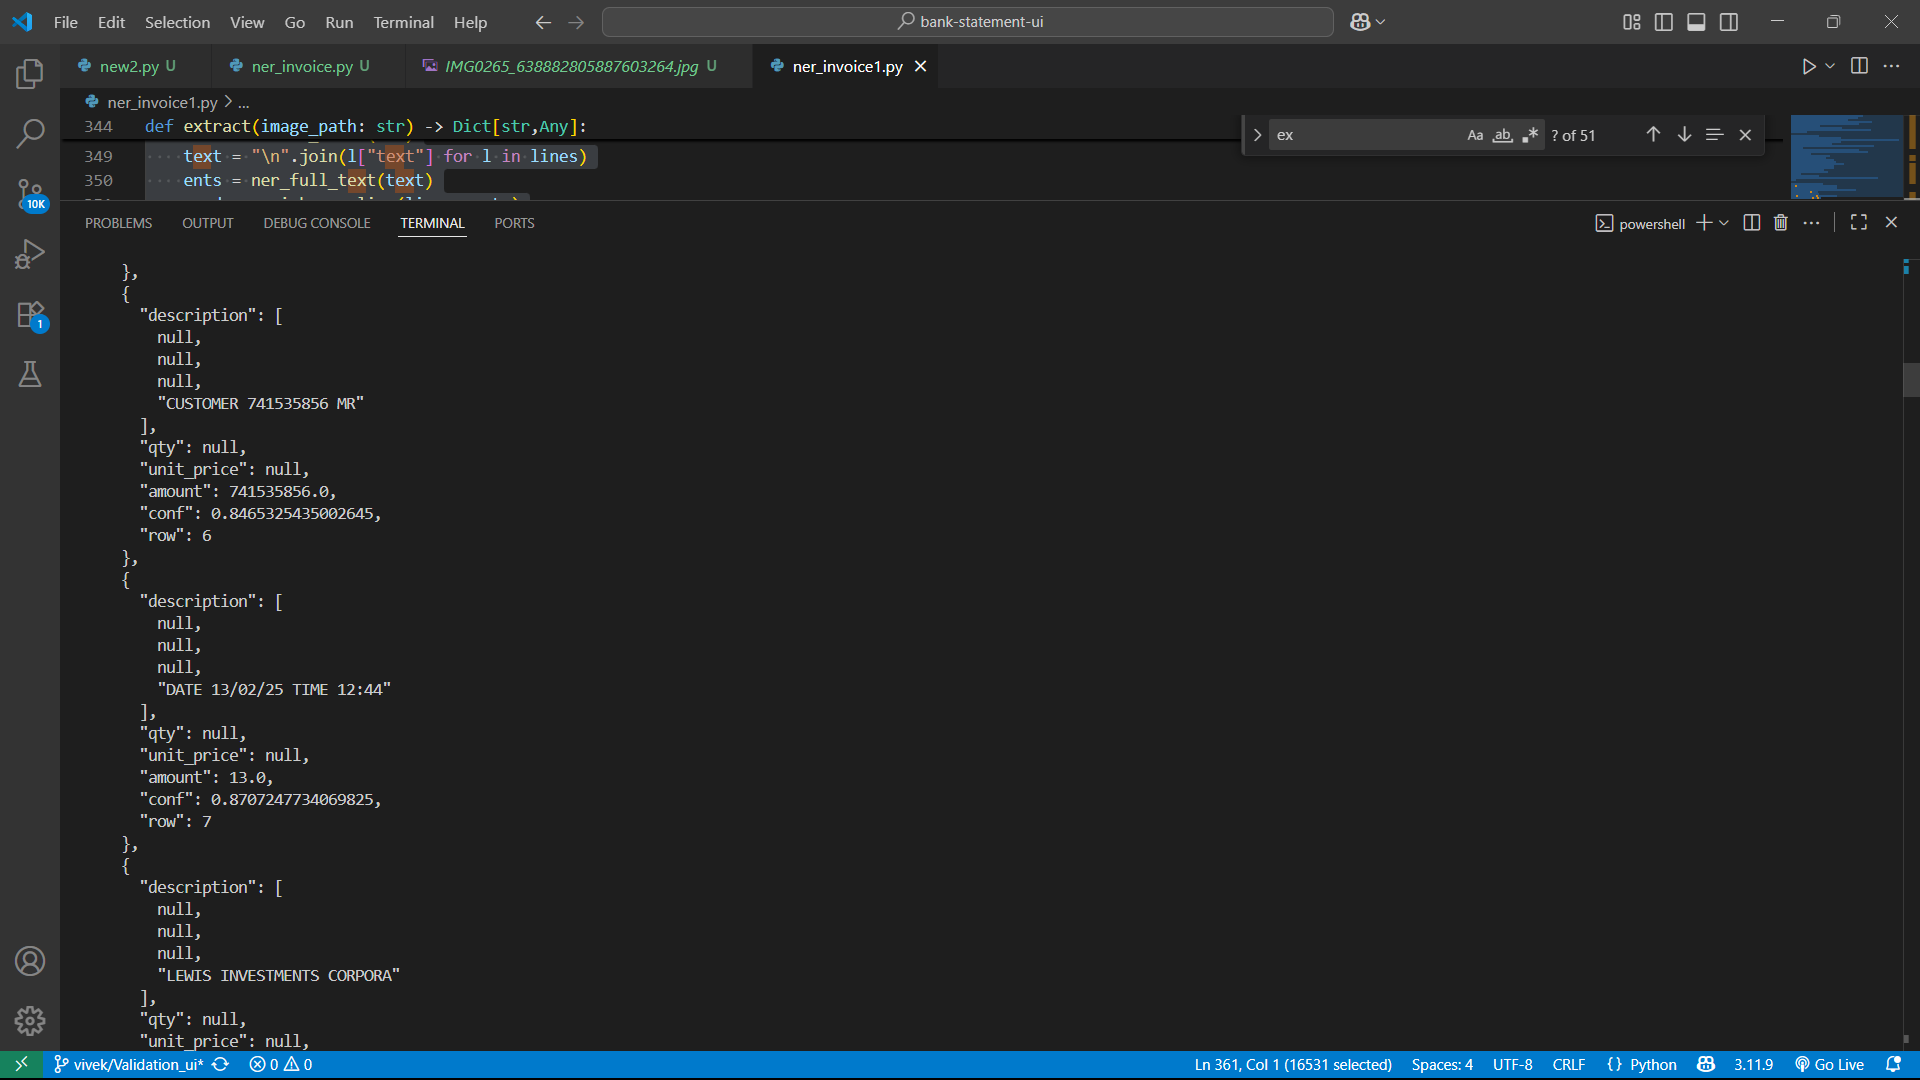 File Edit Selection View Go Run Terminal Help
bank-statement-ui
new2.py U
ner_invoice.py U
IMG0265_638882805887603264.jpg U
ner_invoice1.py
ner_invoice1.py > ...
344 def extract(image_path: str) -> Dict[str,Any]:
349 text = "\n".join(l["text"] for l in lines)
350 ents = ner_full_text(text)
ex
Aa ab .* ? of 51
10K
1
PROBLEMS OUTPUT DEBUG CONSOLE TERMINAL PORTS
powershell
},
{
"description": [
null,
null,
null,
"CUSTOMER 741535856 MR"
],
"qty": null,
"unit_price": null,
"amount": 741535856.0,
"conf": 0.8465325435002645,
"row": 6
},
{
"description": [
null,
null,
null,
"DATE 13/02/25 TIME 12:44"
],
"qty": null,
"unit_price": null,
"amount": 13.0,
"conf": 0.8707247734069825,
"row": 7
},
{
"description": [
null,
null,
null,
"LEWIS INVESTMENTS CORPORA"
],
"qty": null,
"unit_price": null,
vivek/Validation_ui* 0 0
Ln 361, Col 1 (16531 selected) Spaces: 4 UTF-8 CRLF {} Python 3.11.9 Go Live